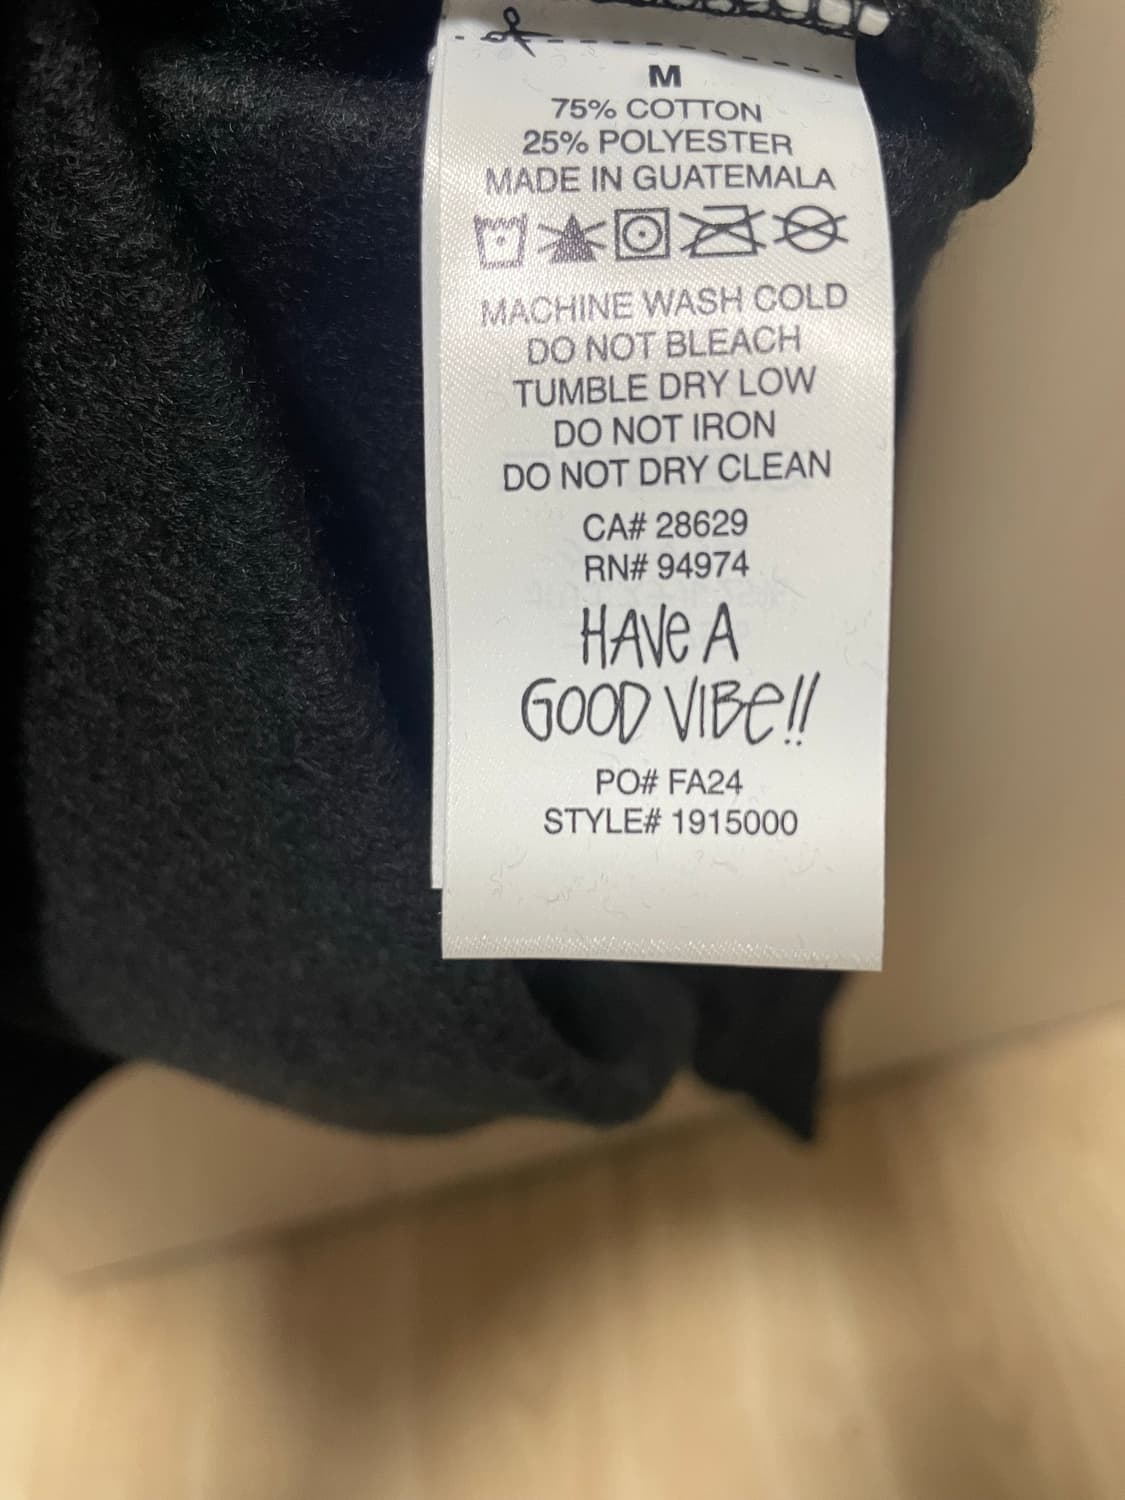 M
75% COTTON
25% POLYESTER
MADE IN GUATEMALA
MACHINE WASH COLD
DO NOT BLEACH
TUMBLE DRY LOW
DO NOT IRON
DO NOT DRY CLEAN
CA# 28629
RN# 94974
HAVe A
GOOD VIBe!!
PO# FA24
STYLE# 1915000